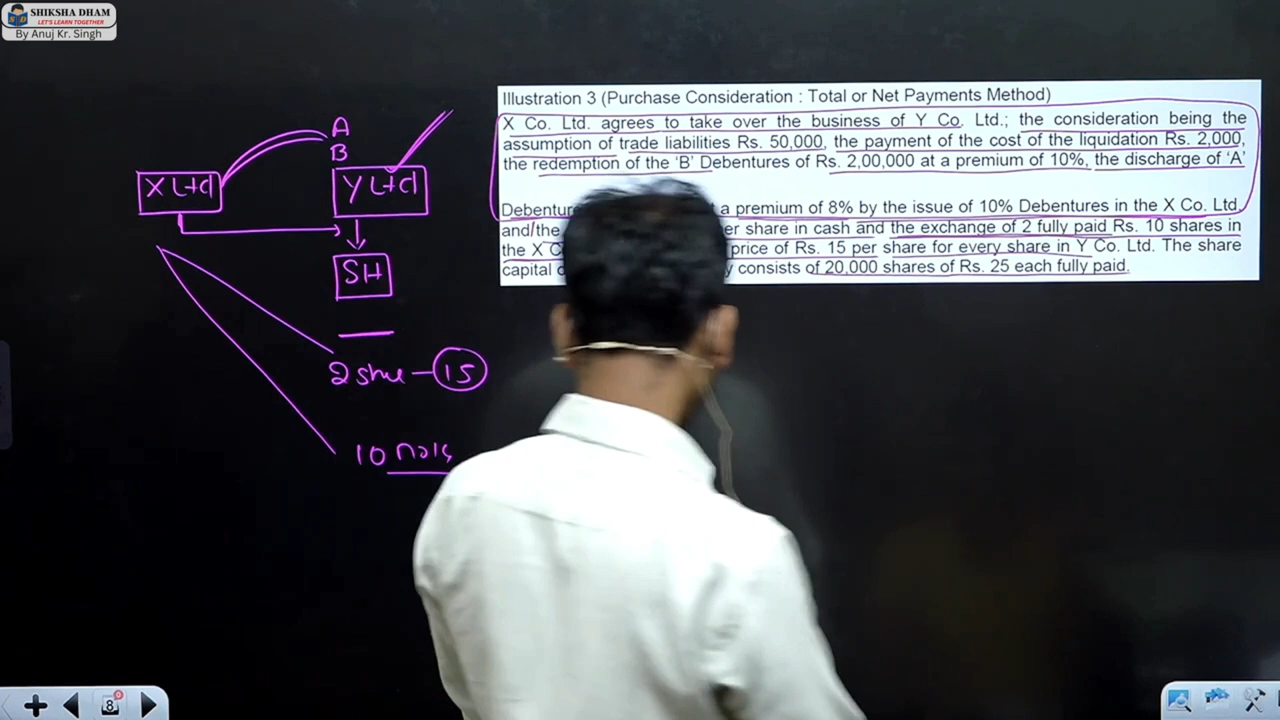 SHIKSHA DHAM
LET'S LEARN TOGETHER
By Anuj Kr. Singh
Illustration 3 (Purchase Consideration : Total or Net Payments Method)
X Co. Ltd. agrees to take over the business of Y Co. Ltd.; the consideration being the
assumption of trade liabilities Rs. 50,000, the payment of the cost of the liquidation Rs. 2,000,
the redemption of the 'B' Debentures of Rs. 2,00,000 at a premium of 10%, the discharge of 'A'
Debentur a premium of 8% by the issue of 10% Debentures in the X Co. Ltd.
and/the er share in cash and the exchange of 2 fully paid Rs. 10 shares in
the X C price of Rs. 15 per share for every share in Y Co. Ltd. The share
capital y consists of 20,000 shares of Rs. 25 each fully paid.
A
B
X Ltd
Y Ltd
SH
2 share - 15
10
8